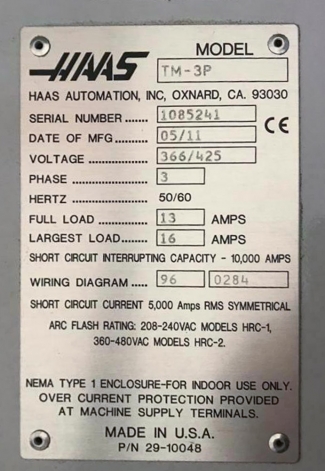 MODEL
HAAS TM-3P
HAAS AUTOMATION, INC, OXNARD, CA. 93030
SERIAL NUMBER ...... 1085241
DATE OF MFG ........... 05/11 CE
VOLTAGE .................. 366/425
PHASE ...................... 3
HERTZ ...................... 50/60
FULL LOAD ............... 13 AMPS
LARGEST LOAD ....... 16 AMPS
SHORT CIRCUIT INTERRUPTING CAPACITY - 10,000 AMPS
WIRING DIAGRAM ...... 96 0284
SHORT CIRCUIT CURRENT 5,000 Amps RMS SYMMETRICAL
ARC FLASH RATING: 208-240VAC MODELS HRC-1,
360-480VAC MODELS HRC-2.
NEMA TYPE 1 ENCLOSURE-FOR INDOOR USE ONLY.
OVER CURRENT PROTECTION PROVIDED
AT MACHINE SUPPLY TERMINALS.
MADE IN U.S.A.
P/N 29-10048